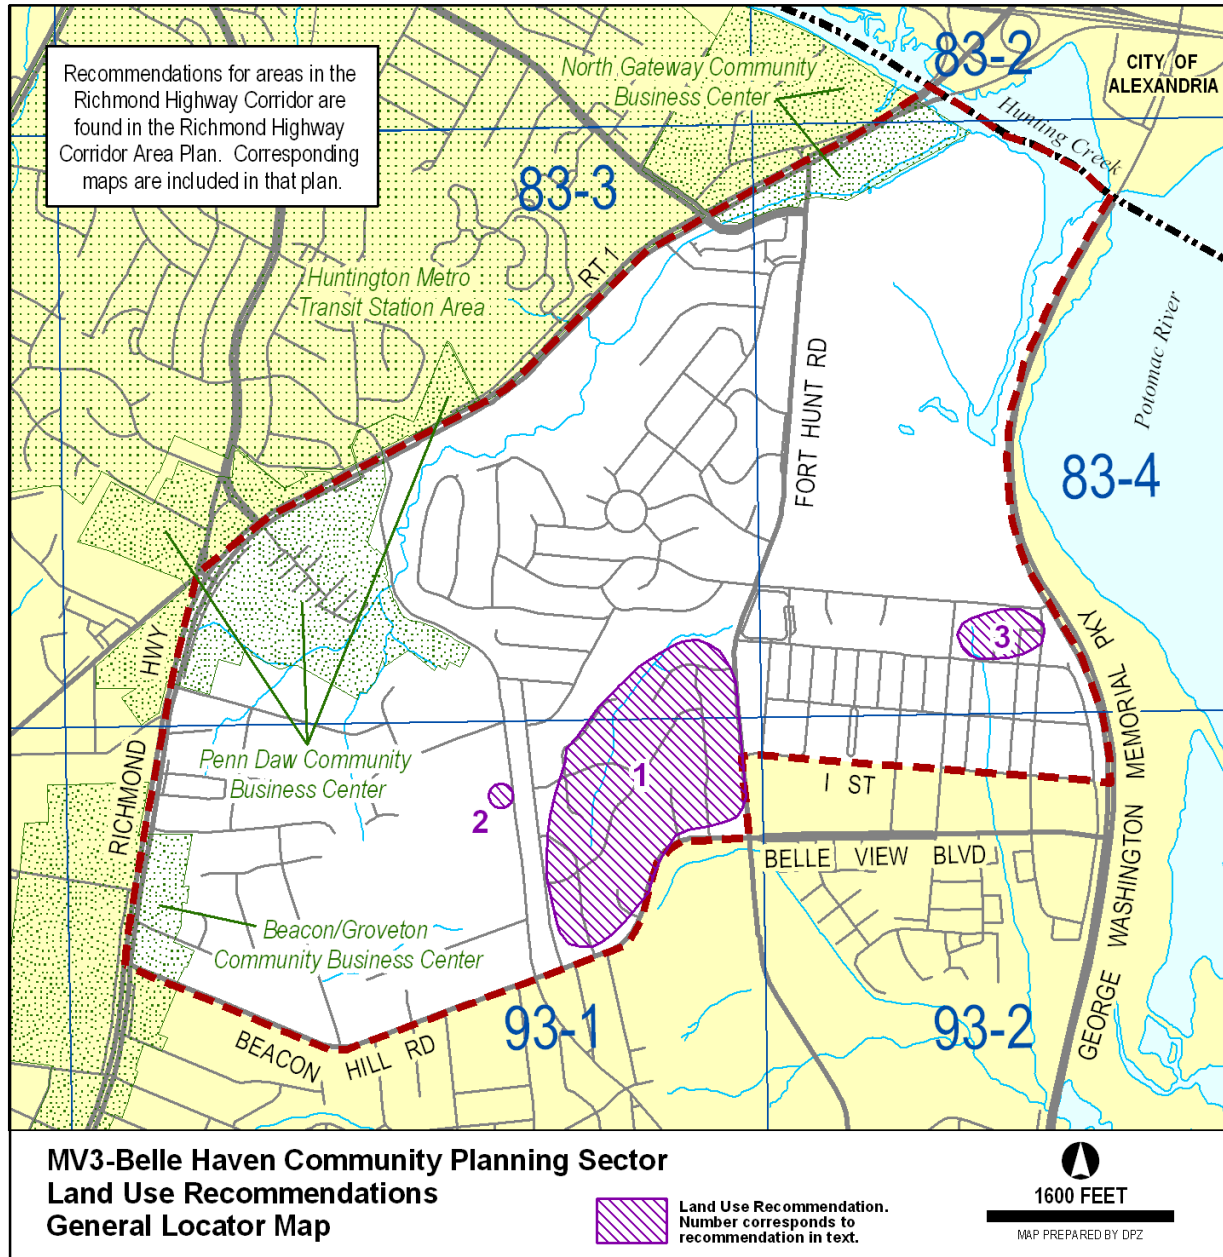 Recommendations for areas in the
Richmond Highway Corridor are
found in the Richmond Highway
Corridor Area Plan. Corresponding
maps are included in that plan.
North Gateway Community
Business Center
83-2
CITY OF
ALEXANDRIA
Hunting Creek
83-3
Huntington Metro
Transit Station Area
RT 1
Potomac River
FORT HUNT RD
83-4
RICHMOND HWY
3
Penn Daw Community
Business Center
1
2
I ST
GEORGE WASHINGTON MEMORIAL PKY
BELLE VIEW BLVD
Beacon/Groveton
Community Business Center
BEACON HILL RD
93-1
93-2
MV3-Belle Haven Community Planning Sector
Land Use Recommendations
General Locator Map
Land Use Recommendation.
Number corresponds to
recommendation in text.
1600 FEET
MAP PREPARED BY DPZ